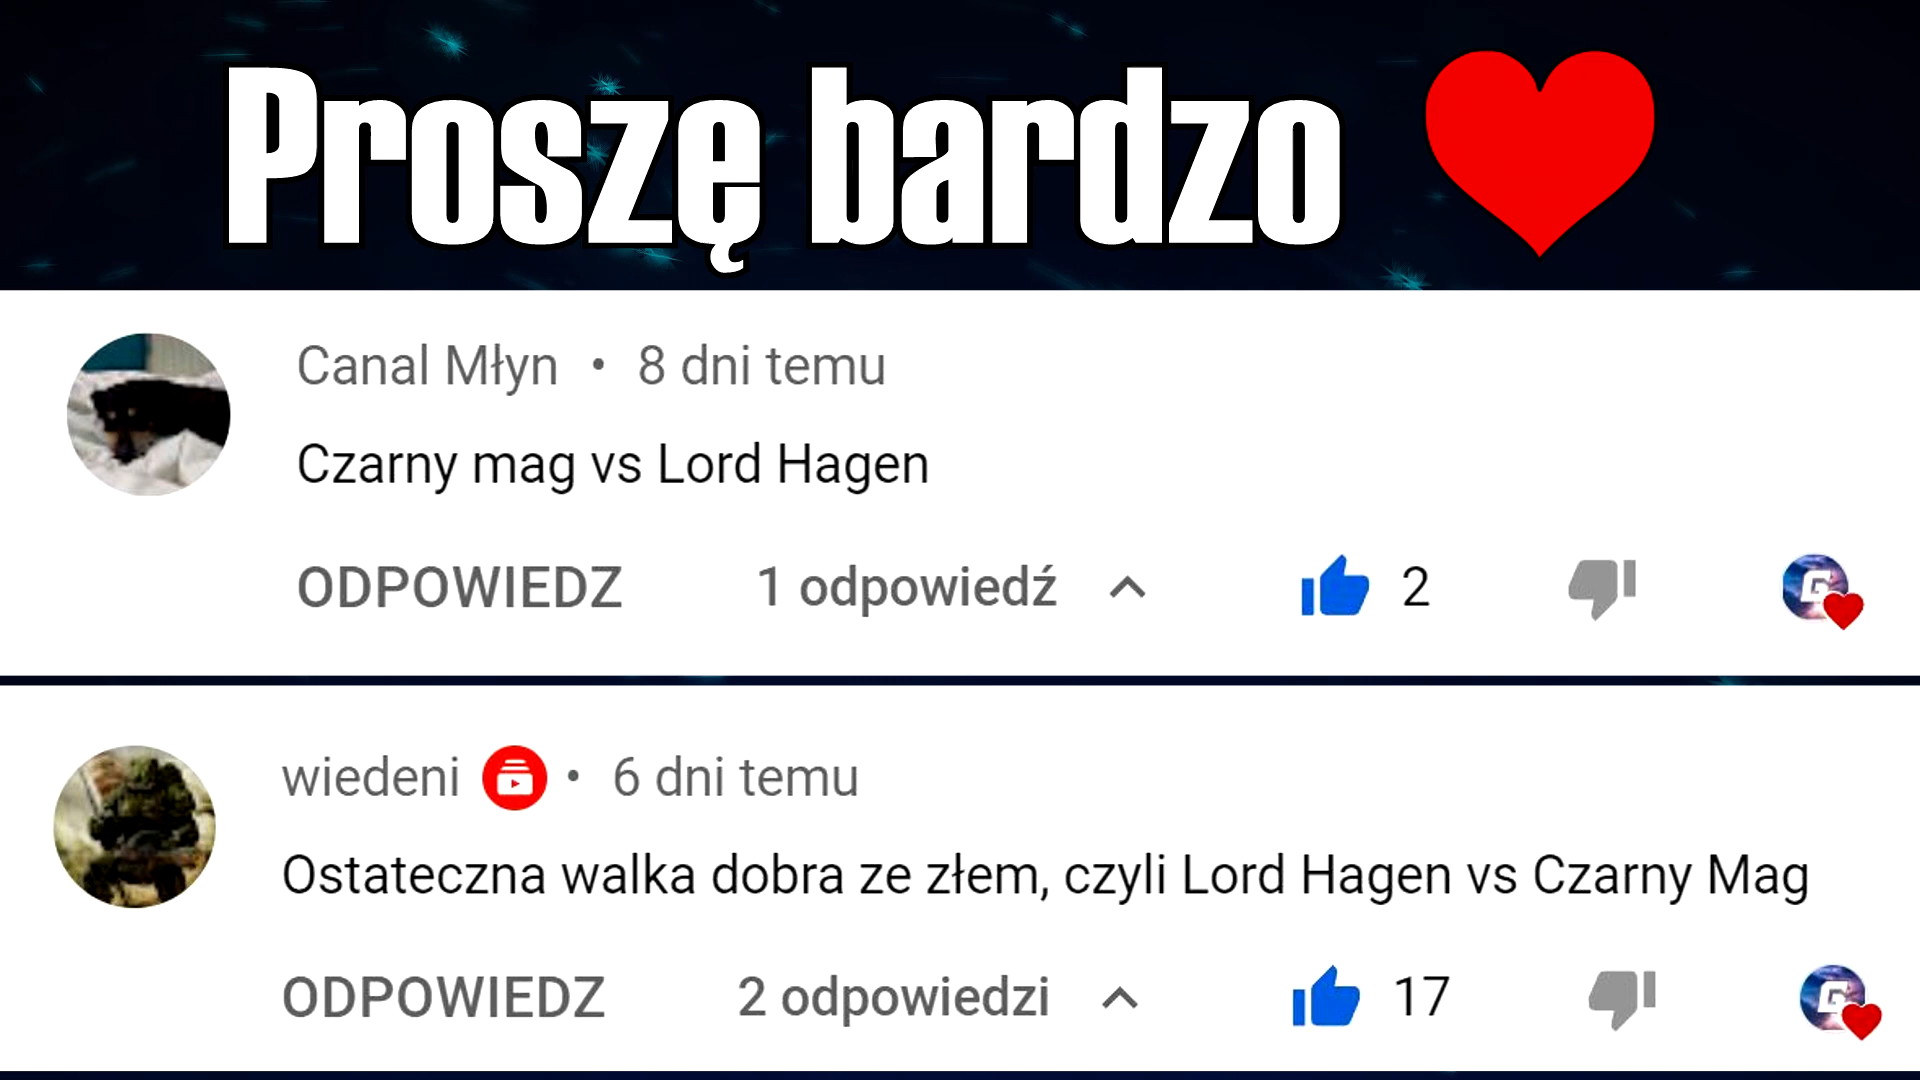 Proszę bardzo
Canal Młyn • 8 dni temu
Czarny mag vs Lord Hagen
ODPOWIEDZ 1 odpowiedź 2
G
wiedeni • 6 dni temu
Ostateczna walka dobra ze złem, czyli Lord Hagen vs Czarny Mag
ODPOWIEDZ 2 odpowiedzi 17
G